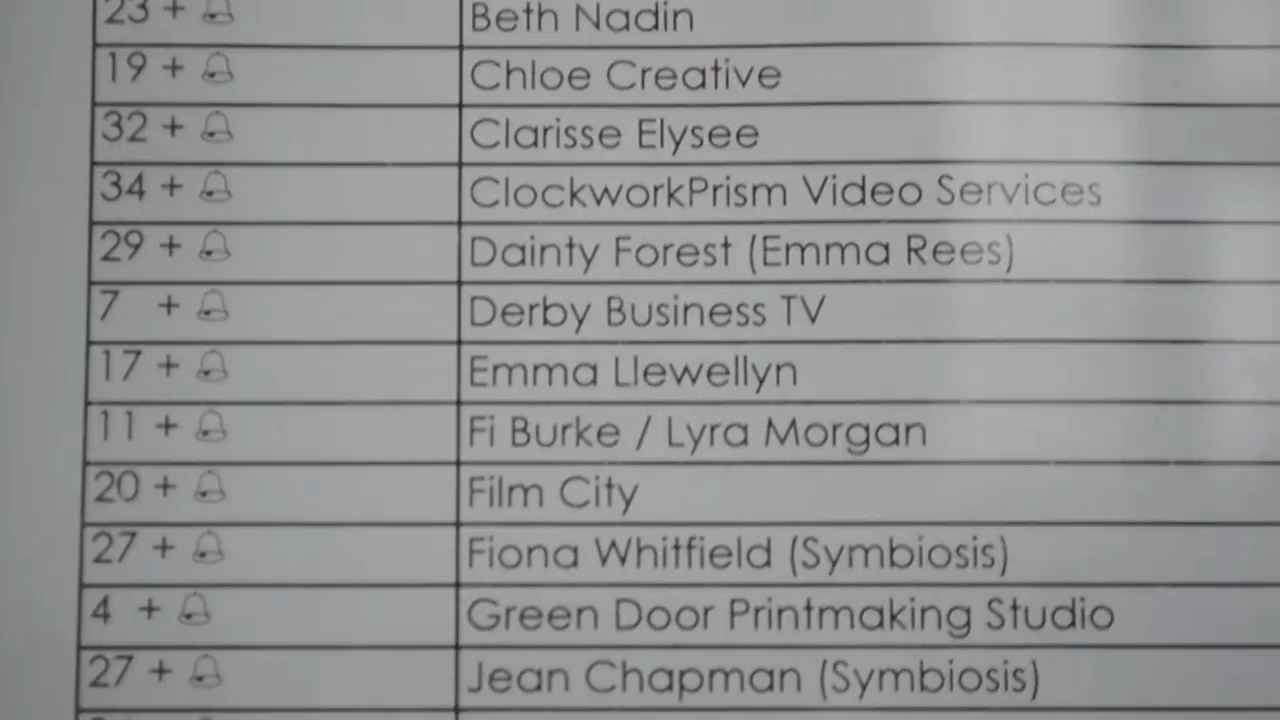 23 + 🔔 Beth Nadin
19 + 🔔 Chloe Creative
32 + 🔔 Clarisse Elysee
34 + 🔔 ClockworkPrism Video Services
29 + 🔔 Dainty Forest (Emma Rees)
7 + 🔔 Derby Business TV
17 + 🔔 Emma Llewellyn
11 + 🔔 Fi Burke / Lyra Morgan
20 + 🔔 Film City
27 + 🔔 Fiona Whitfield (Symbiosis)
4 + 🔔 Green Door Printmaking Studio
27 + 🔔 Jean Chapman (Symbiosis)